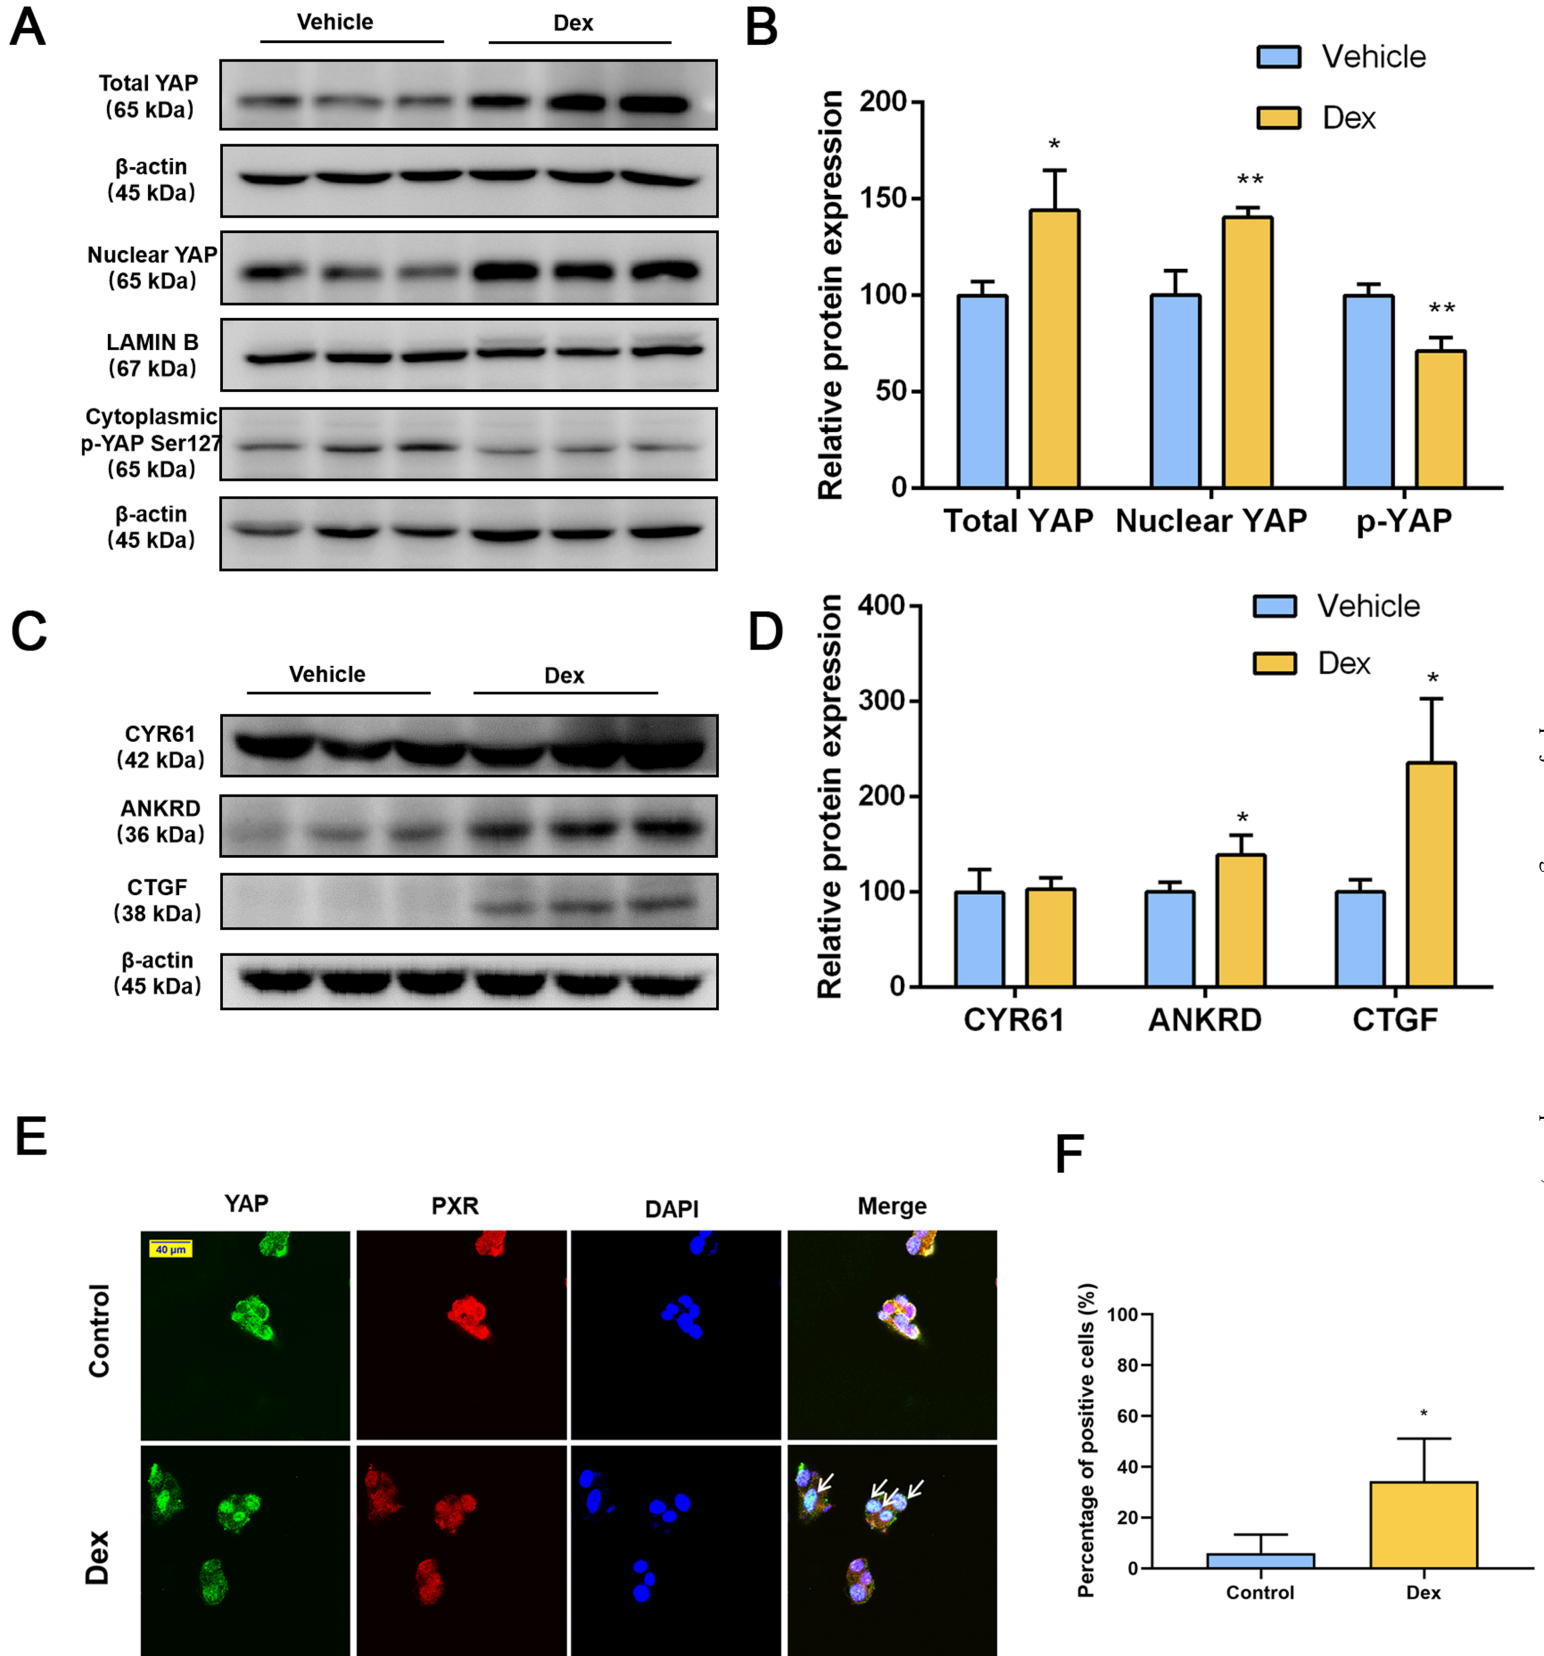 A
Vehicle
Dex
Total YAP
(65 kDa)
β-actin
(45 kDa)
Nuclear YAP
(65 kDa)
LAMIN B
(67 kDa)
Cytoplasmic
p-YAP Ser127
(65 kDa)
β-actin
(45 kDa)
B
Vehicle
Dex
Relative protein expression
200
150
100
50
0
*
**
**
Total YAP
Nuclear YAP
p-YAP
C
Vehicle
Dex
CYR61
(42 kDa)
ANKRD
(36 kDa)
CTGF
(38 kDa)
β-actin
(45 kDa)
D
Vehicle
Dex
Relative protein expression
400
300
200
100
0
*
*
CYR61
ANKRD
CTGF
E
YAP
PXR
DAPI
Merge
40 µm
Control
Dex
F
Percentage of positive cells (%)
100
80
60
40
20
0
*
Control
Dex